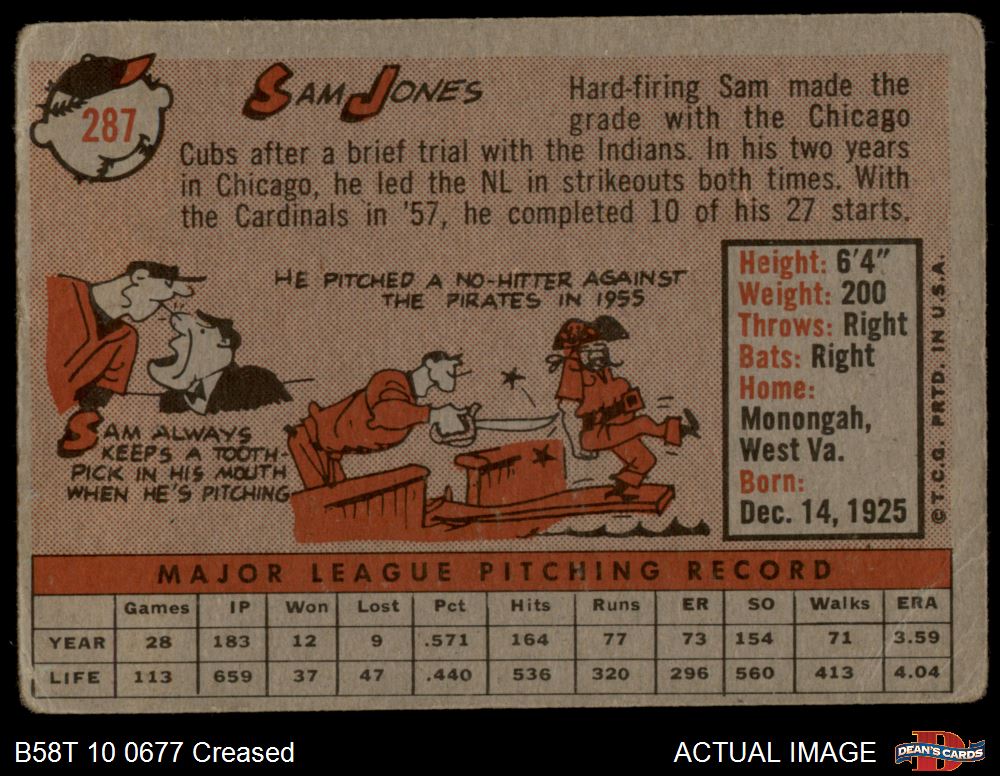 287
SAM JONES
Hard-firing Sam made the
grade with the Chicago
Cubs after a brief trial with the Indians. In his two years
in Chicago, he led the NL in strikeouts both times. With
the Cardinals in '57, he completed 10 of his 27 starts.
HE PITCHED A NO-HITTER AGAINST
THE PIRATES IN 1955
SAM ALWAYS
KEEPS A TOOTH-
PICK IN HIS MOUTH
WHEN HE'S PITCHING
Height: 6'4"
Weight: 200
Throws: Right
Bats: Right
Home:
Monongah,
West Va.
Born:
Dec. 14, 1925
© T.C.G. PRTD. IN U.S.A.
MAJOR LEAGUE PITCHING RECORD
Games IP Won Lost Pct Hits Runs ER SO Walks ERA
YEAR 28 183 12 9 .571 164 77 73 154 71 3.59
LIFE 113 659 37 47 .440 536 320 296 560 413 4.04
B58T 10 0677 Creased
ACTUAL IMAGE
DEAN'S CARDS